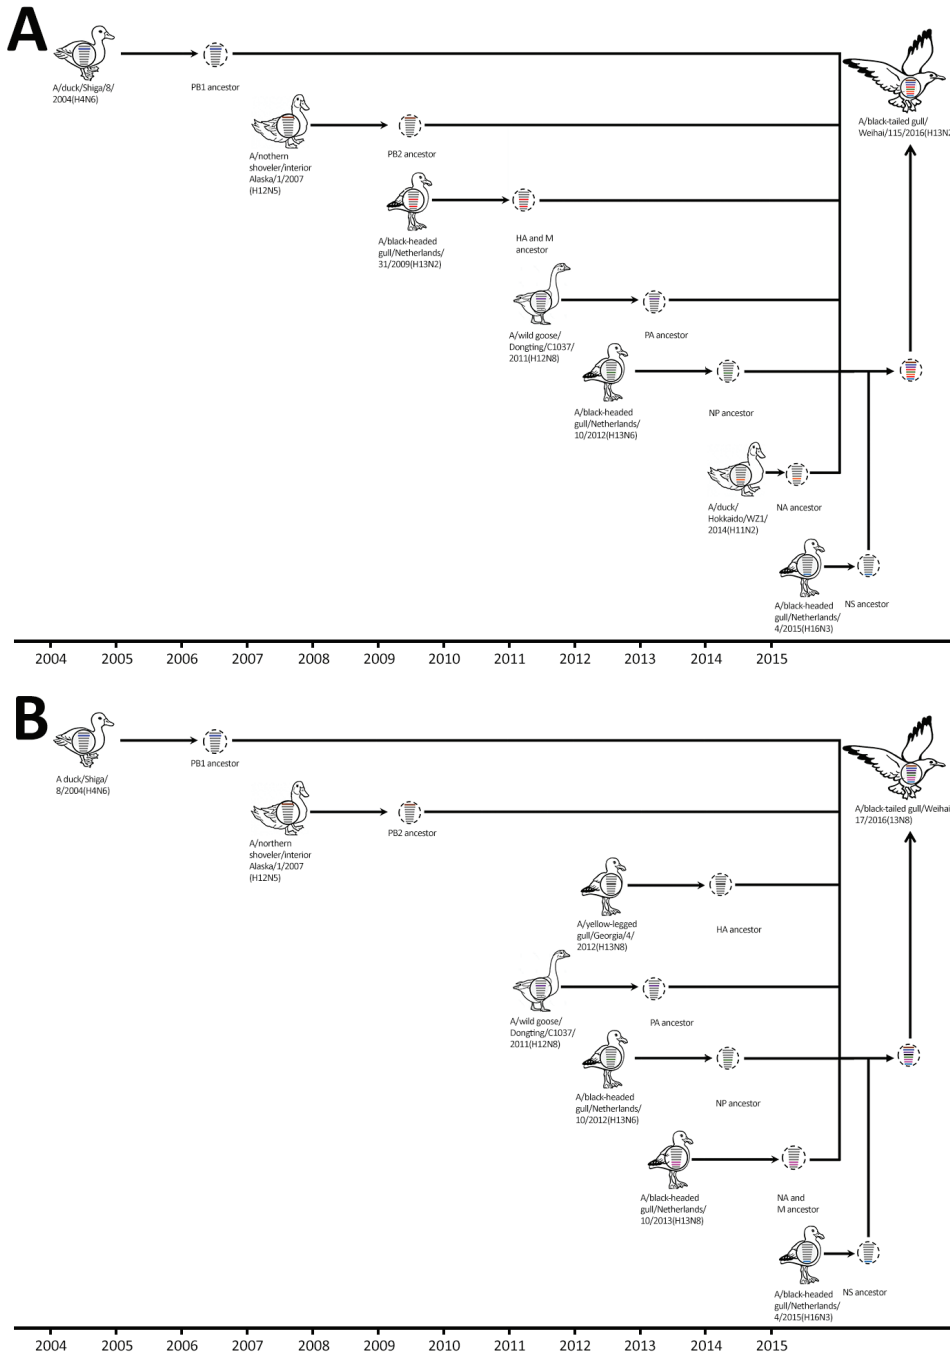 A
A/duck/Shiga/8/
2004(H4N6)
PB1 ancestor
A/nothern
shoveler/interior
Alaska/1/2007
(H12N5)
PB2 ancestor
A/black-headed
gull/Netherlands/
31/2009(H13N2)
HA and M
ancestor
A/wild goose/
Dongting/C1037/
2011(H12N8)
PA ancestor
A/black-headed
gull/Netherlands/
10/2012(H13N6)
NP ancestor
A/duck/
Hokkaido/WZ1/
2014(H11N2)
NA ancestor
A/black-headed
gull/Netherlands/
4/2015(H16N3)
NS ancestor
A/black-tailed gull/
Weihai/115/2016(H13N2
2004 2005 2006 2007 2008 2009 2010 2011 2012 2013 2014 2015
B
A duck/Shiga/
8/2004(H4N6)
PB1 ancestor
A/northern
shoveler/interior
Alaska/1/2007
(H12N5)
PB2 ancestor
A/yellow-legged
gull/Georgia/4/
2012(H13N8)
HA ancestor
A/wild goose/
Dongting/C1037/
2011(H12N8)
PA ancestor
A/black-headed
gull/Netherlands/
10/2012(H13N6)
NP ancestor
A/black-headed
gull/Netherlands/
10/2013(H13N8)
NA and
M ancestor
A/black-headed
gull/Netherlands/
4/2015(H16N3)
NS ancestor
A/black-tailed gull/Weihai
17/2016(13N8)
2004 2005 2006 2007 2008 2009 2010 2011 2012 2013 2014 2015